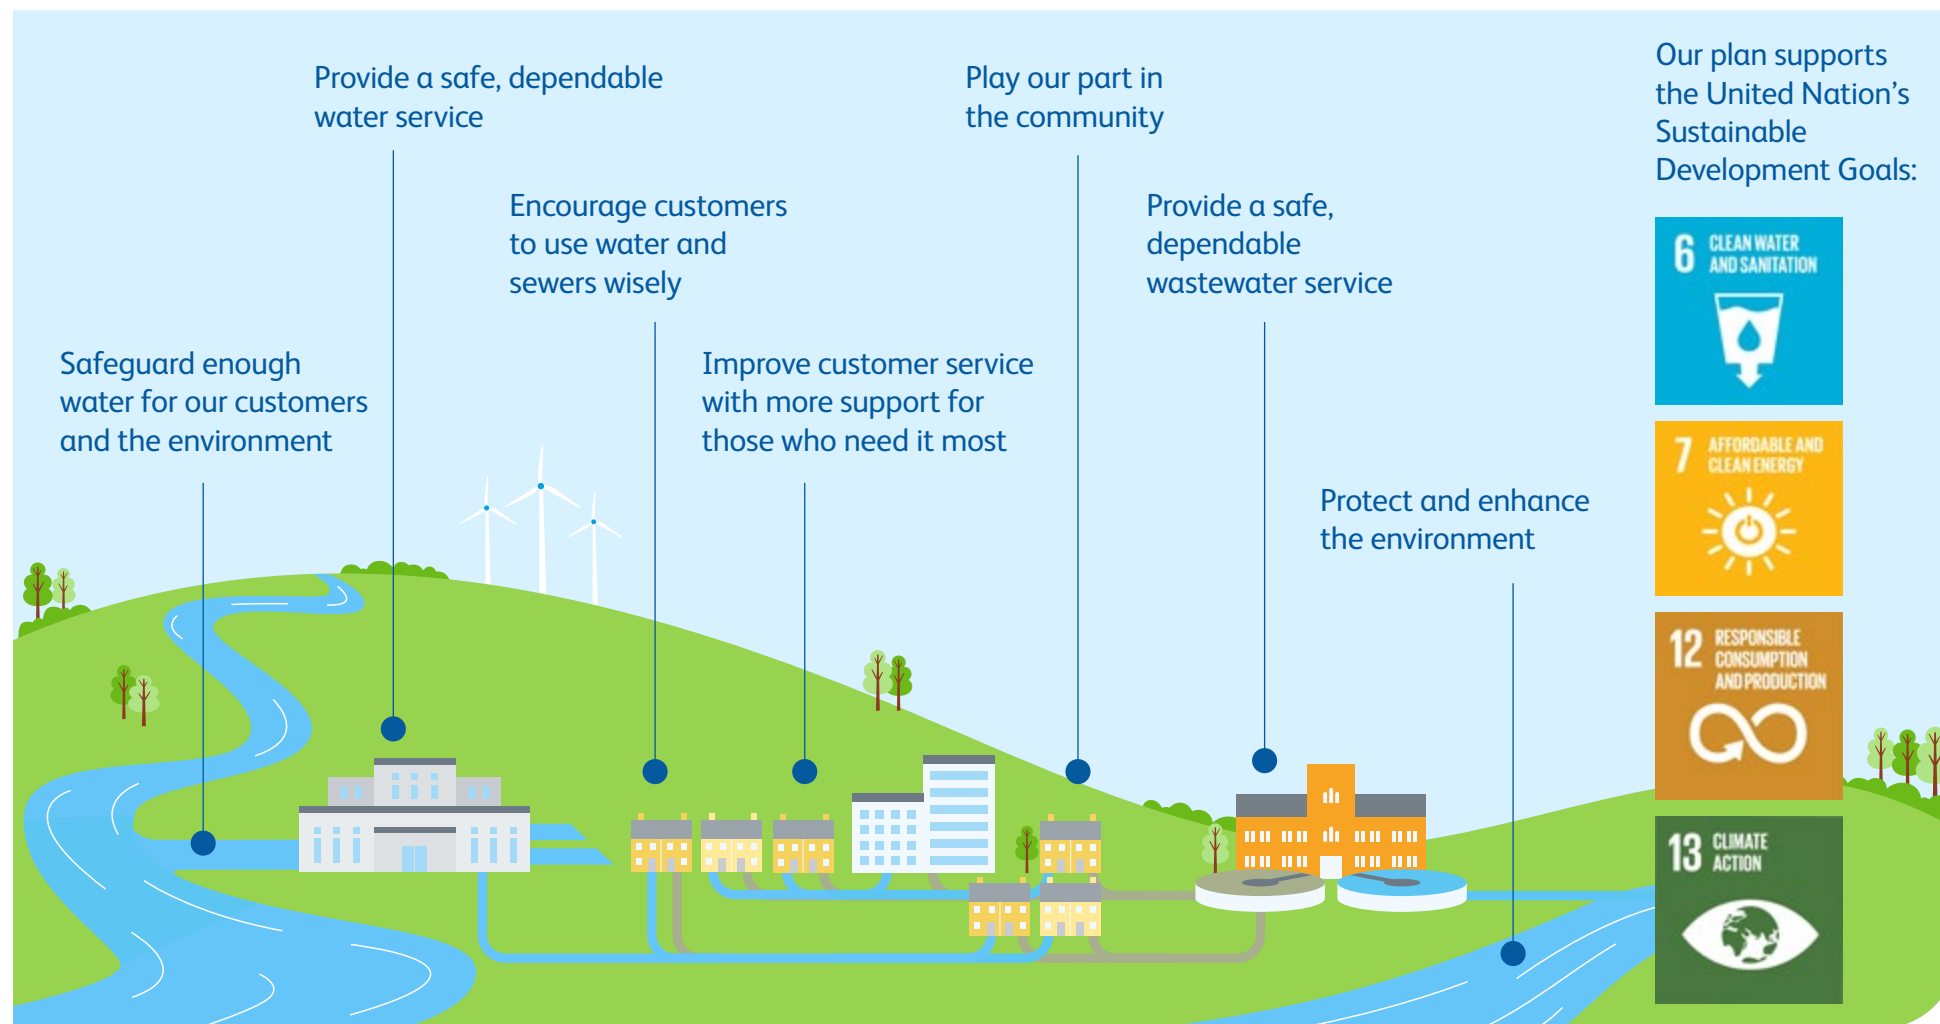 Provide a safe, dependable
water service
Play our part in
the community
Our plan supports
the United Nation’s
Sustainable
Development Goals:
Encourage customers
to use water and
sewers wisely
Provide a safe,
dependable
wastewater service
Safeguard enough
water for our customers
and the environment
Improve customer service
with more support for
those who need it most
Protect and enhance
the environment
6 CLEAN WATER
AND SANITATION
7 AFFORDABLE AND
CLEAN ENERGY
12 RESPONSIBLE
CONSUMPTION
AND PRODUCTION
13 CLIMATE
ACTION